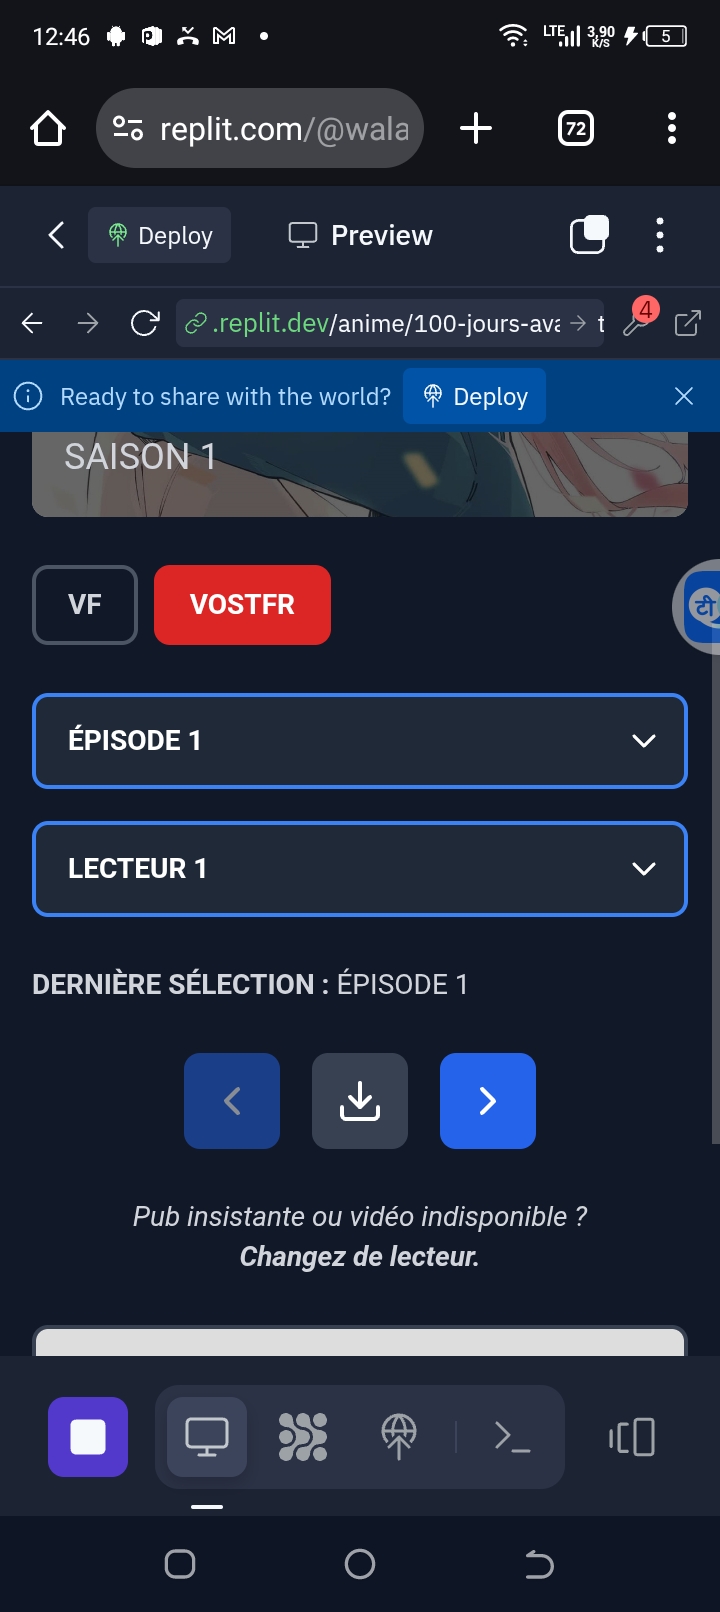 12:46
LTE 3,90 K/S 5
replit.com/@wala
72
Deploy
Preview
.replit.dev/anime/100-jours-ava t
4
Ready to share with the world?
Deploy
SAISON 1
VF
VOSTFR
टी
ÉPISODE 1
LECTEUR 1
DERNIÈRE SÉLECTION : ÉPISODE 1
Pub insistante ou vidéo indisponible ?
Changez de lecteur.